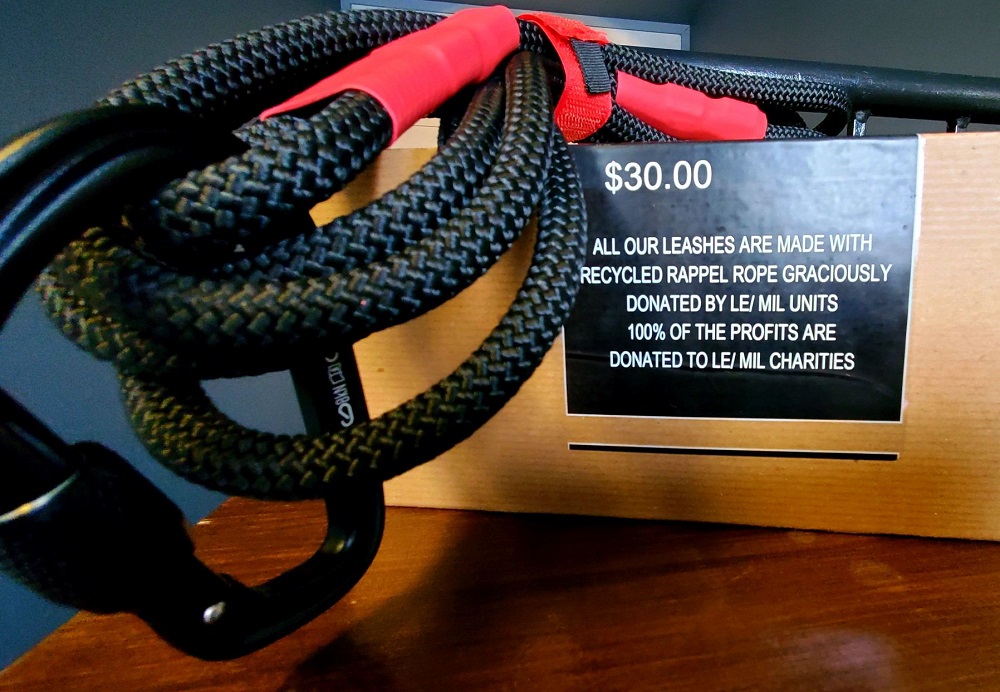 $30.00
ALL OUR LEASHES ARE MADE WITH
RECYCLED RAPPEL ROPE GRACIOUSLY
DONATED BY LE/ MIL UNITS
100% OF THE PROFITS ARE
DONATED TO LE/ MIL CHARITIES